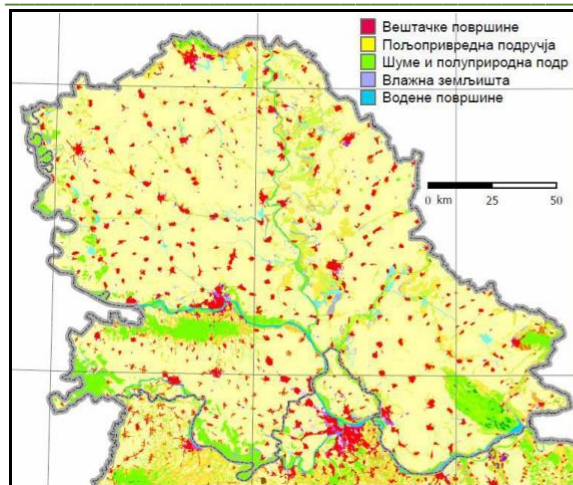 Вештачке површине
Пољопривредна подручја
Шуме и полуприродна подр
Влажна земљишта
Водене површине
0 km 25 50